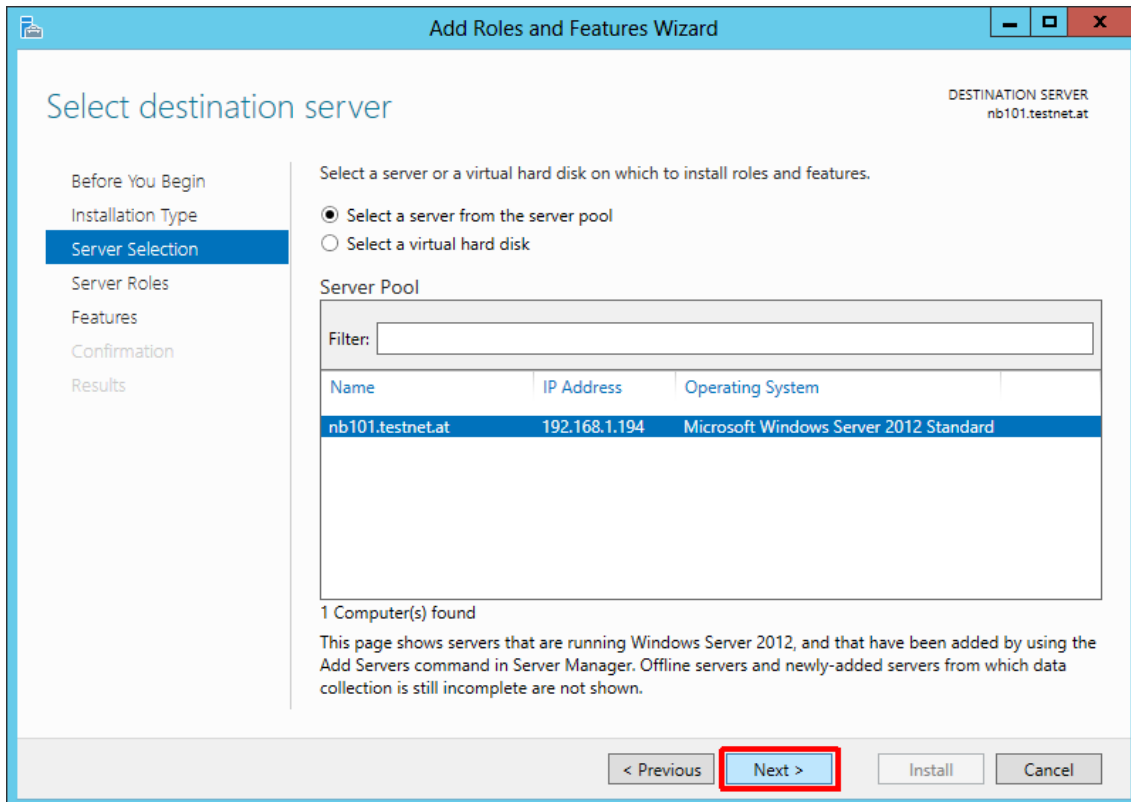 Add Roles and Features Wizard
Select destination server
DESTINATION SERVER
nb101.testnet.at
Before You Begin
Installation Type
Server Selection
Server Roles
Features
Confirmation
Results
Select a server or a virtual hard disk on which to install roles and features.
Select a server from the server pool
Select a virtual hard disk
Server Pool
Filter:
Name IP Address Operating System
nb101.testnet.at 192.168.1.194 Microsoft Windows Server 2012 Standard
1 Computer(s) found
This page shows servers that are running Windows Server 2012, and that have been added by using the
Add Servers command in Server Manager. Offline servers and newly-added servers from which data
collection is still incomplete are not shown.
< Previous Next > Install Cancel